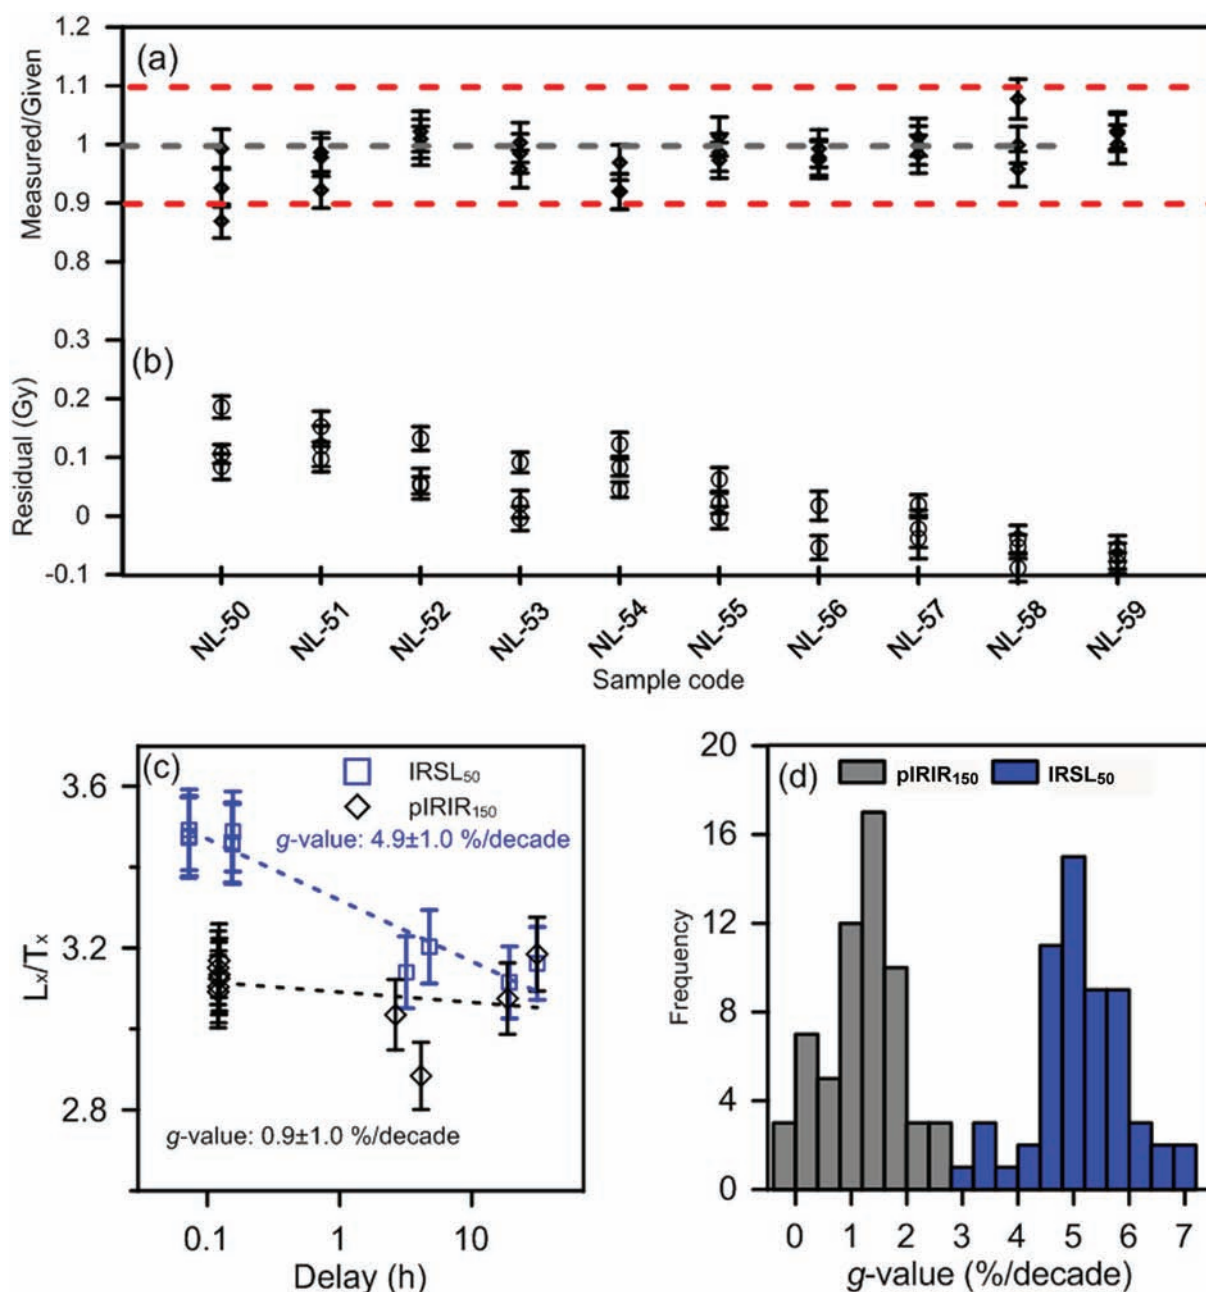 1.2
(a)
1.1
1
0.9
0.8
Measured/Given
0.3
(b)
0.2
0.1
0
-0.1
Residual (Gy)
NL-50 NL-51 NL-52 NL-53 NL-54 NL-55 NL-56 NL-57 NL-58 NL-59
Sample code
(c)
IRSL50
pIRIR150
g-value: 4.9±1.0 %/decade
g-value: 0.9±1.0 %/decade
3.6
3.2
2.8
Lx/Tx
0.1 1 10
Delay (h)
(d)
pIRIR150 IRSL50
20
16
12
8
4
0
Frequency
0 1 2 3 4 5 6 7
g-value (%/decade)